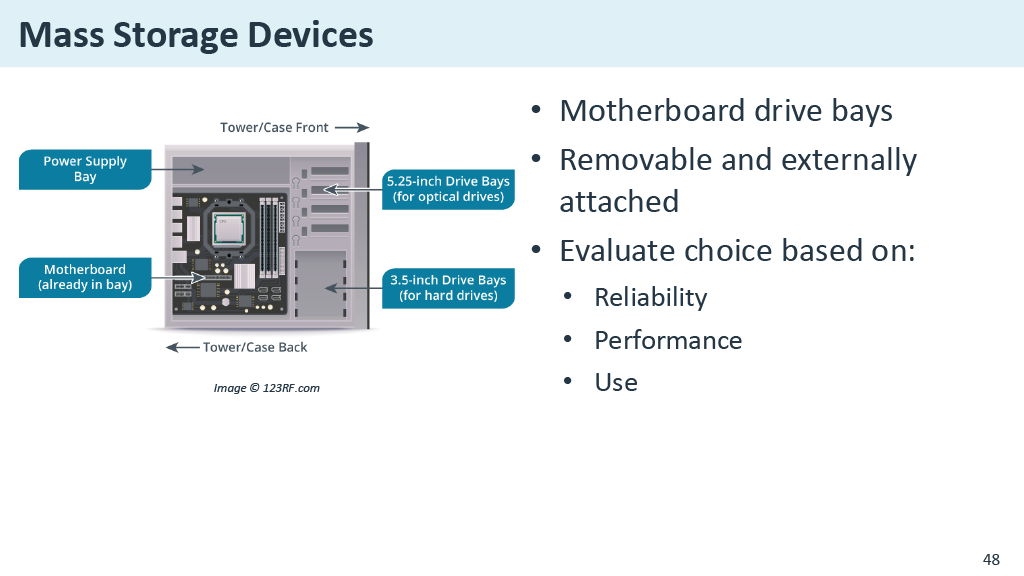 Mass Storage Devices
Tower/Case Front
Power Supply
Bay
5.25-inch Drive Bays
(for optical drives)
Motherboard
(already in bay)
3.5-inch Drive Bays
(for hard drives)
Tower/Case Back
Image © 123RF.com
• Motherboard drive bays
• Removable and externally
attached
• Evaluate choice based on:
• Reliability
• Performance
• Use
48